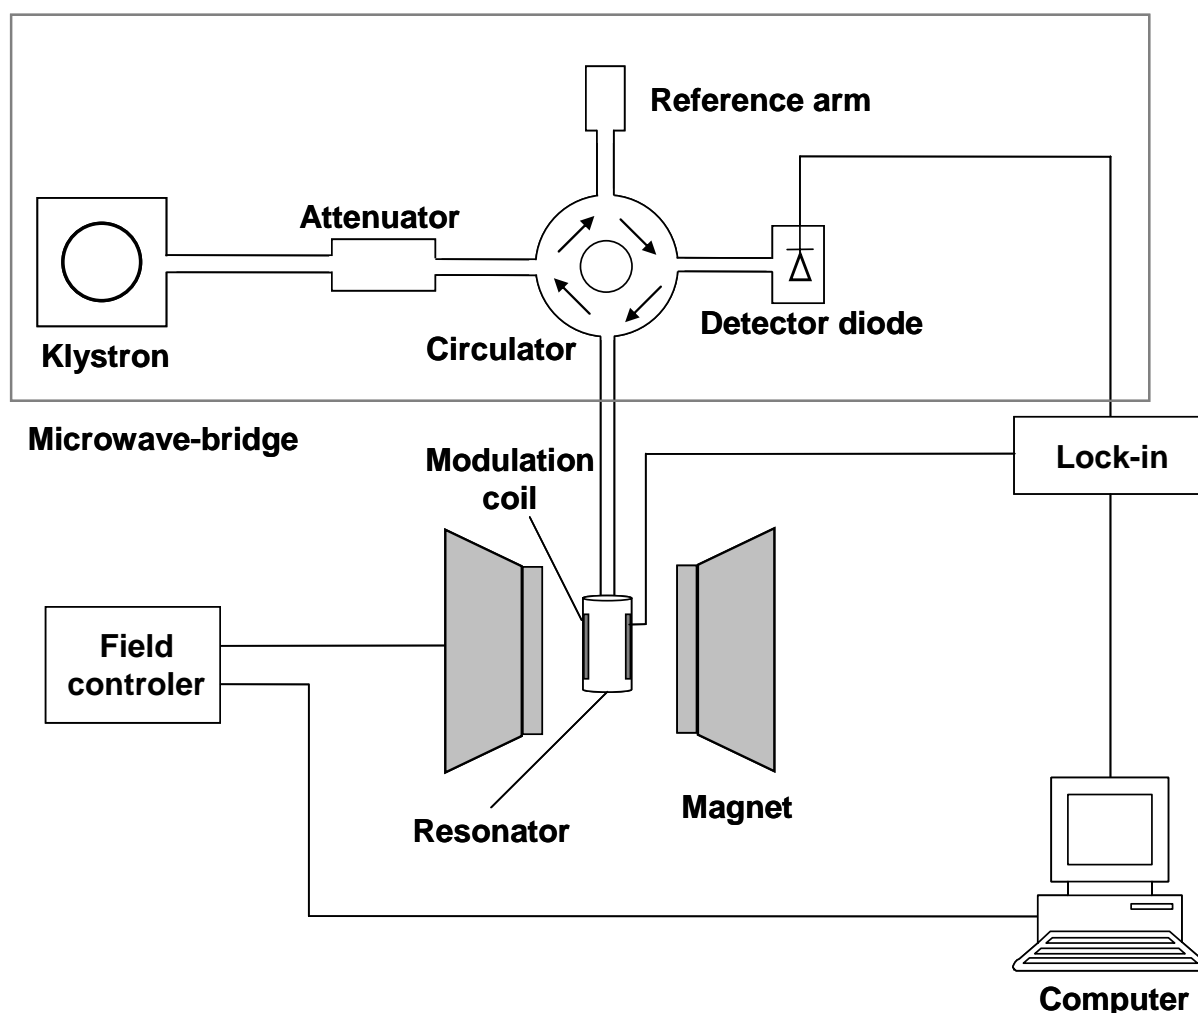 Reference arm
Attenuator
Detector diode
Klystron
Circulator
Microwave-bridge
Modulation
coil
Lock-in
Field
controler
Magnet
Resonator
Computer